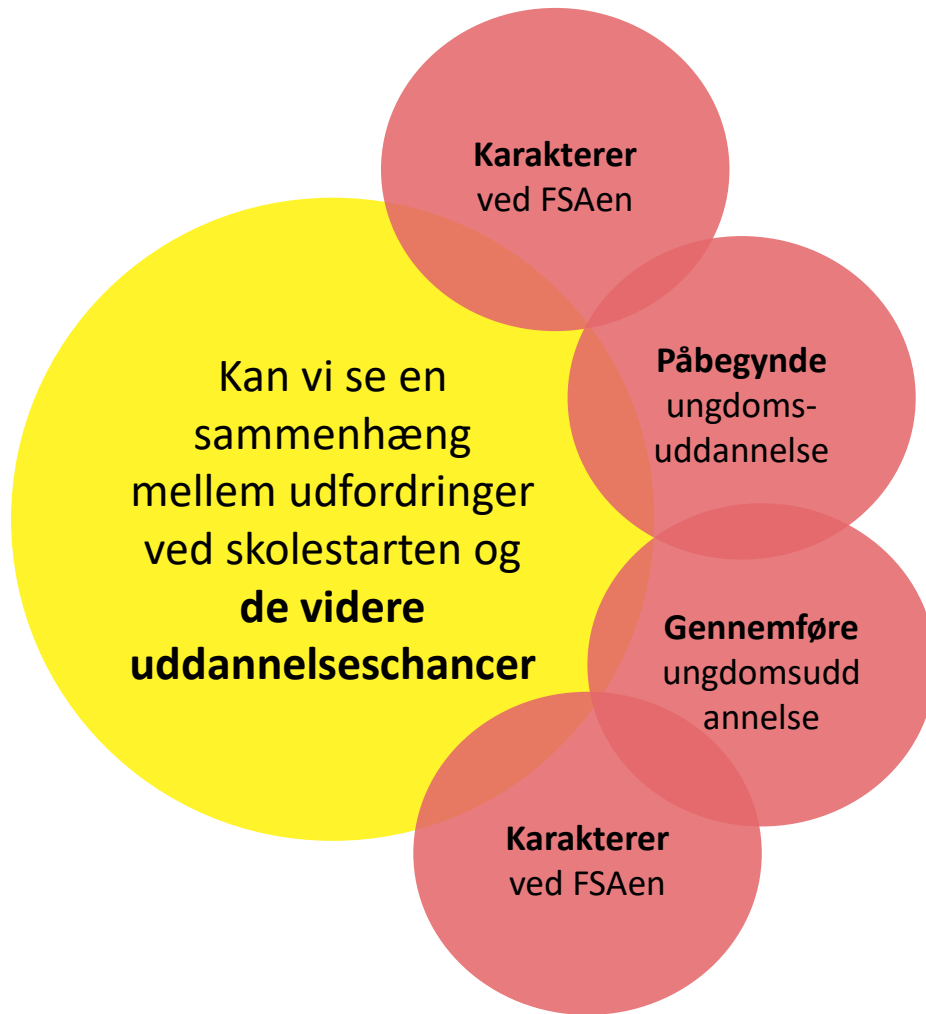 Karakterer
ved FSAen
Påbegynde
ungdoms-
uddannelse
Kan vi se en
sammenhæng
mellem udfordringer
ved skolestarten og
de videre
uddannelseschancer
Gennemføre
ungdomsudd
annelse
Karakterer
ved FSAen